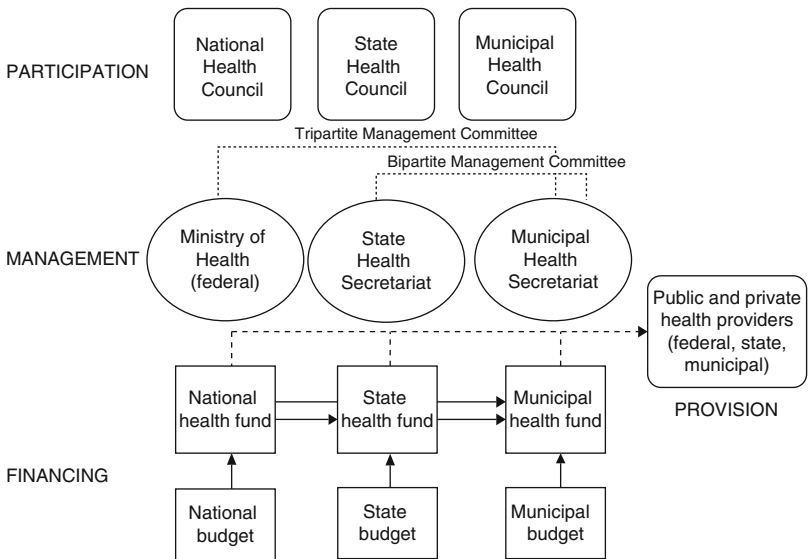 PARTICIPATION
National
Health
Council
State
Health
Council
Municipal
Health
Council
Tripartite Management Committee
Bipartite Management Committee
MANAGEMENT
Ministry of
Health
(federal)
State
Health
Secretariat
Municipal
Health
Secretariat
Public and private
health providers
(federal, state,
municipal)
PROVISION
National
health fund
State
health fund
Municipal
health fund
FINANCING
National
budget
State
budget
Municipal
budget